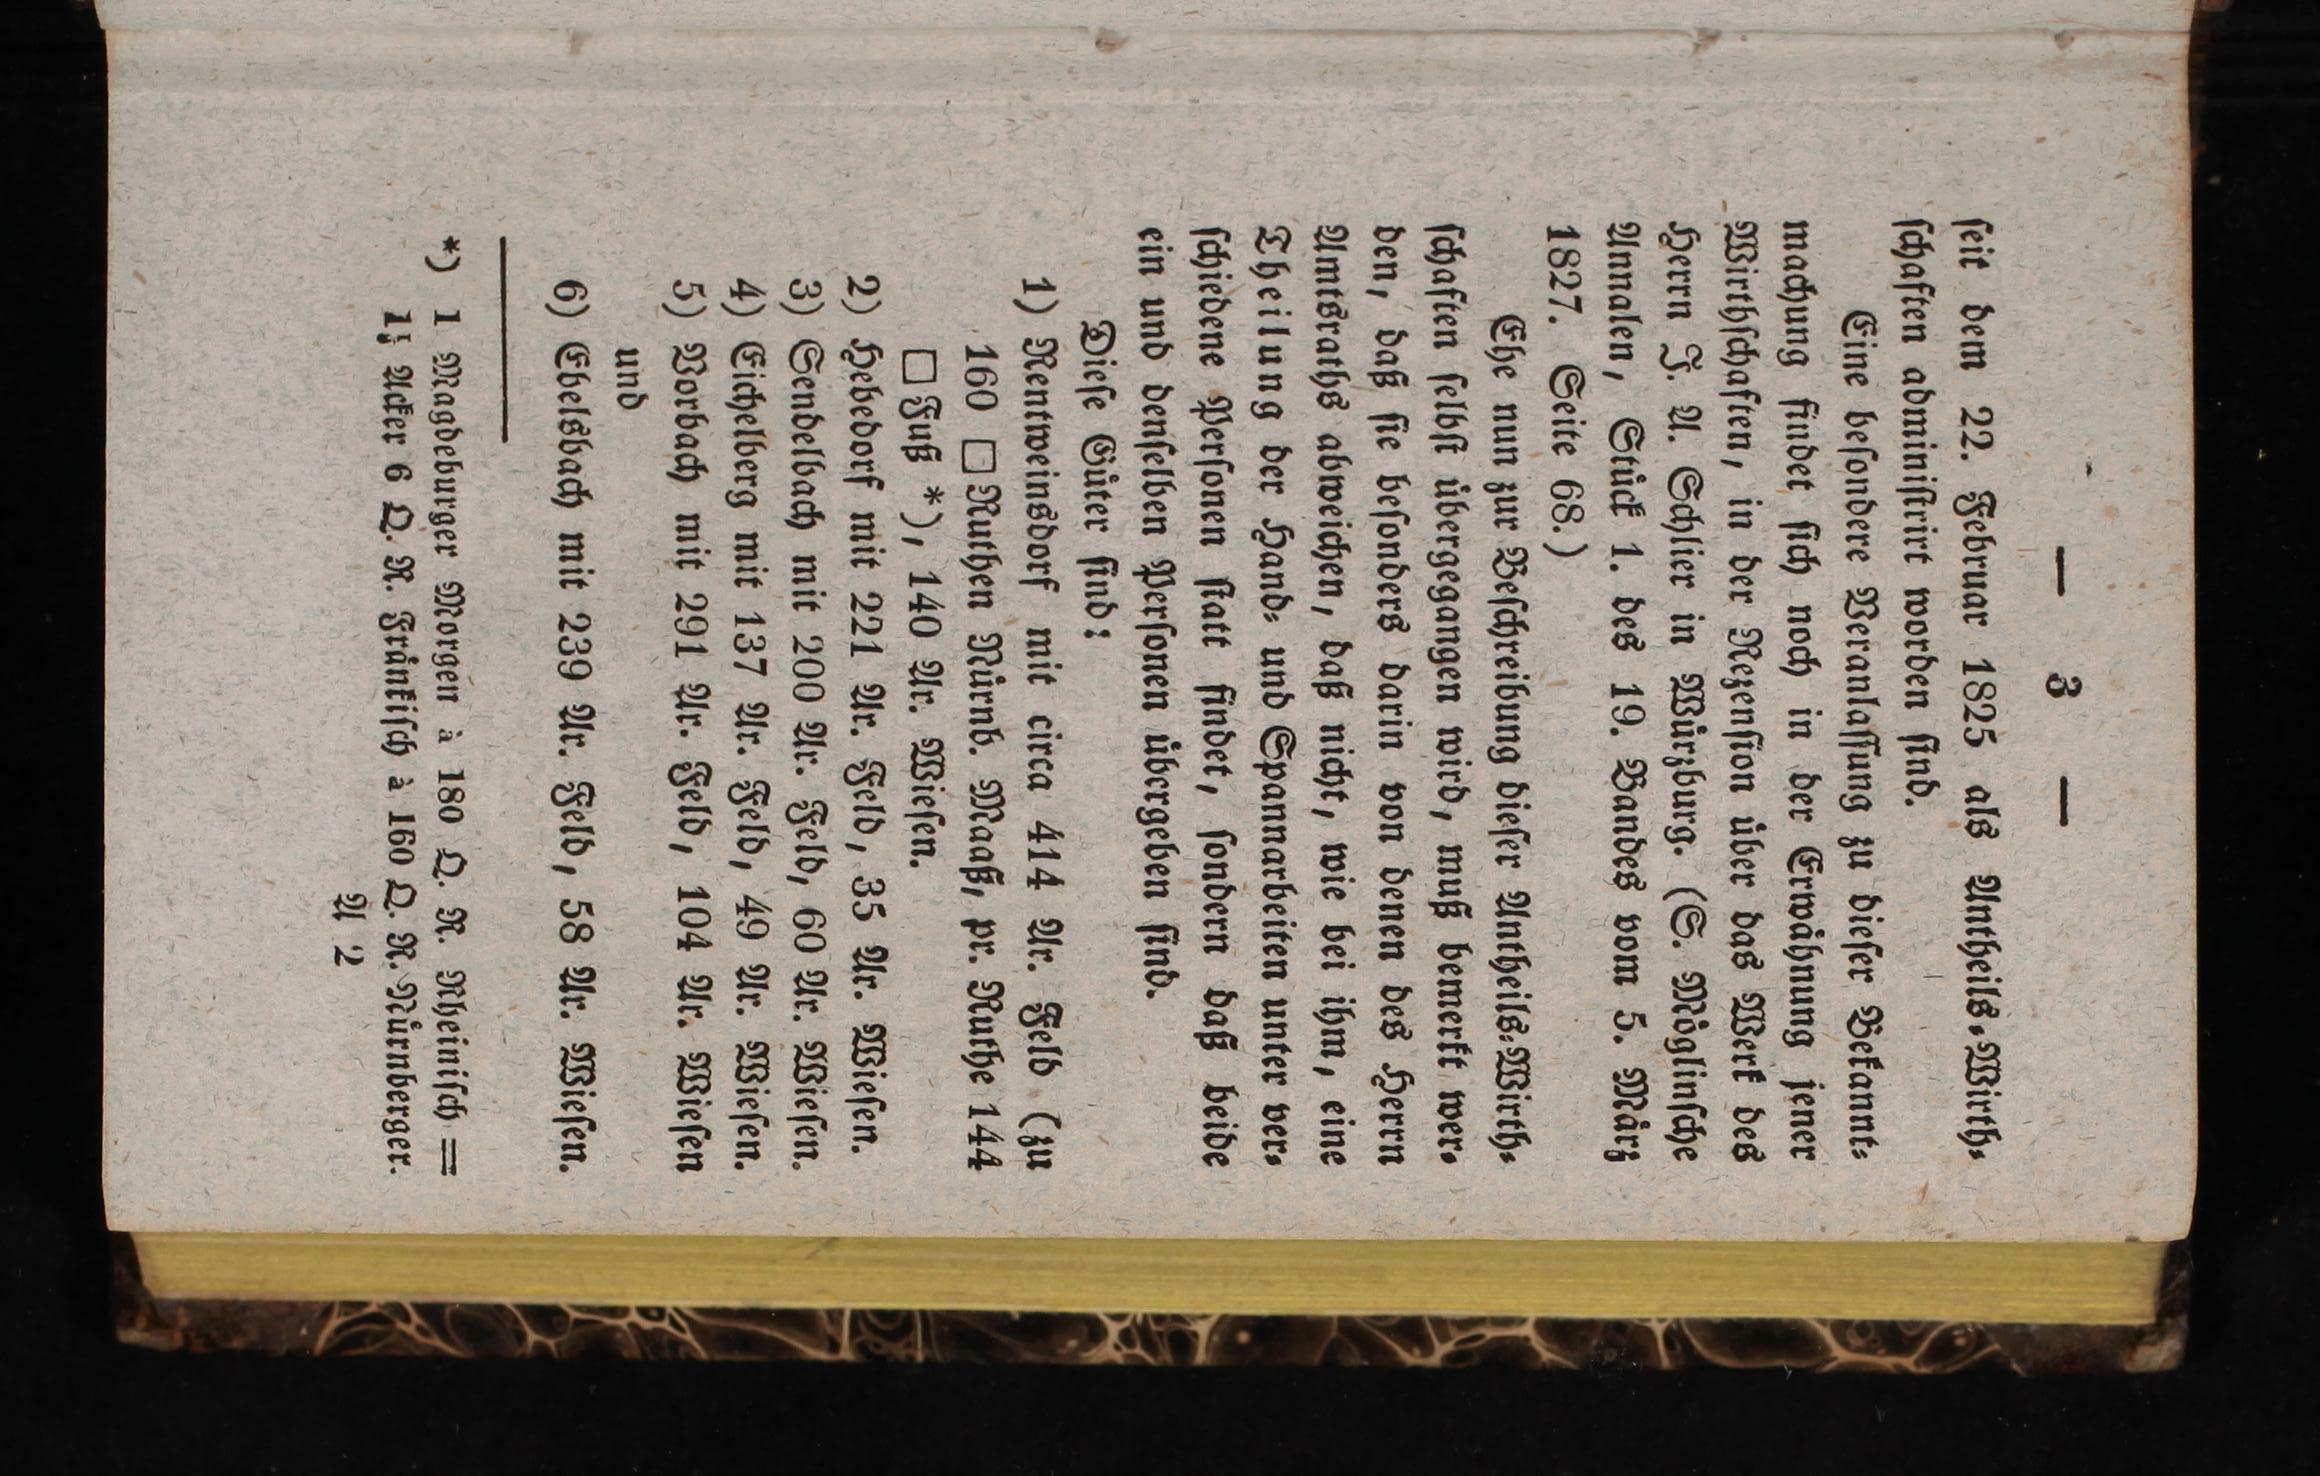 — 3 —
ſeit dem 22. Februar 1825 als Antheils-Wirth-
ſchaften adminiſtrirt worden ſind.
Eine beſondere Veranlaſſung zu dieſer Bekannt-
machung findet ſich noch in der Erwähnung jener
Wirthſchaften, in der Rezenſion über das Werk des
Herrn J. A. Schlier in Würzburg. (S. Möglinſche
Annalen, Stück 1. des 19. Bandes vom 5. März
1827. Seite 68.)
Ehe nun zur Beſchreibung dieſer Antheils-Wirth-
ſchaften ſelbſt übergegangen wird, muß bemerkt wer-
den, daß ſie beſonders darin von denen des Herrn
Amtsraths abweichen, daß nicht, wie bei ihm, eine
Theilung der Hand- und Spannarbeiten unter ver-
ſchiedene Perſonen ſtatt findet, ſondern daß beide
ein und denſelben Perſonen übergeben ſind.
Dieſe Güter ſind:
1) Rentweinsdorf mit circa 414 Ar. Feld (zu
160 □Ruthen Nürnb. Maaß, pr. Ruthe 144
□Fuß *), 140 Ar. Wieſen.
2) Hebedorf mit 221 Ar. Feld, 35 Ar. Wieſen.
3) Sendelbach mit 200 Ar. Feld, 60 Ar. Wieſen.
4) Eichelberg mit 137 Ar. Feld, 49 Ar. Wieſen.
5) Vorbach mit 291 Ar. Feld, 104 Ar. Wieſen
und
6) Ebelsbach mit 239 Ar. Feld, 58 Ar. Wieſen.
*) 1 Magdeburger Morgen à 180 Q. R. Rheiniſch =
Acker 6 Q. R. Fränkiſch à 160 Q. R. Nürnberger.
A 2